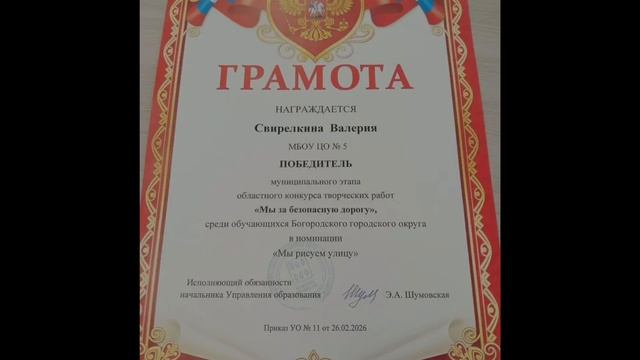 ГРАМОТА
НАГРАЖДАЕТСЯ
Свирелкина Валерия
МБОУ ЦО № 5
ПОБЕДИТЕЛЬ
муниципального этапа
областного конкурса творческих работ
«Мы за безопасную дорогу»,
среди обучающихся Богородского городского округа
в номинации
«Мы рисуем улицу»
Исполняющий обязанности
начальника Управления образования Э.А. Шумовская
Приказ УО № 11 от 26.02.2026